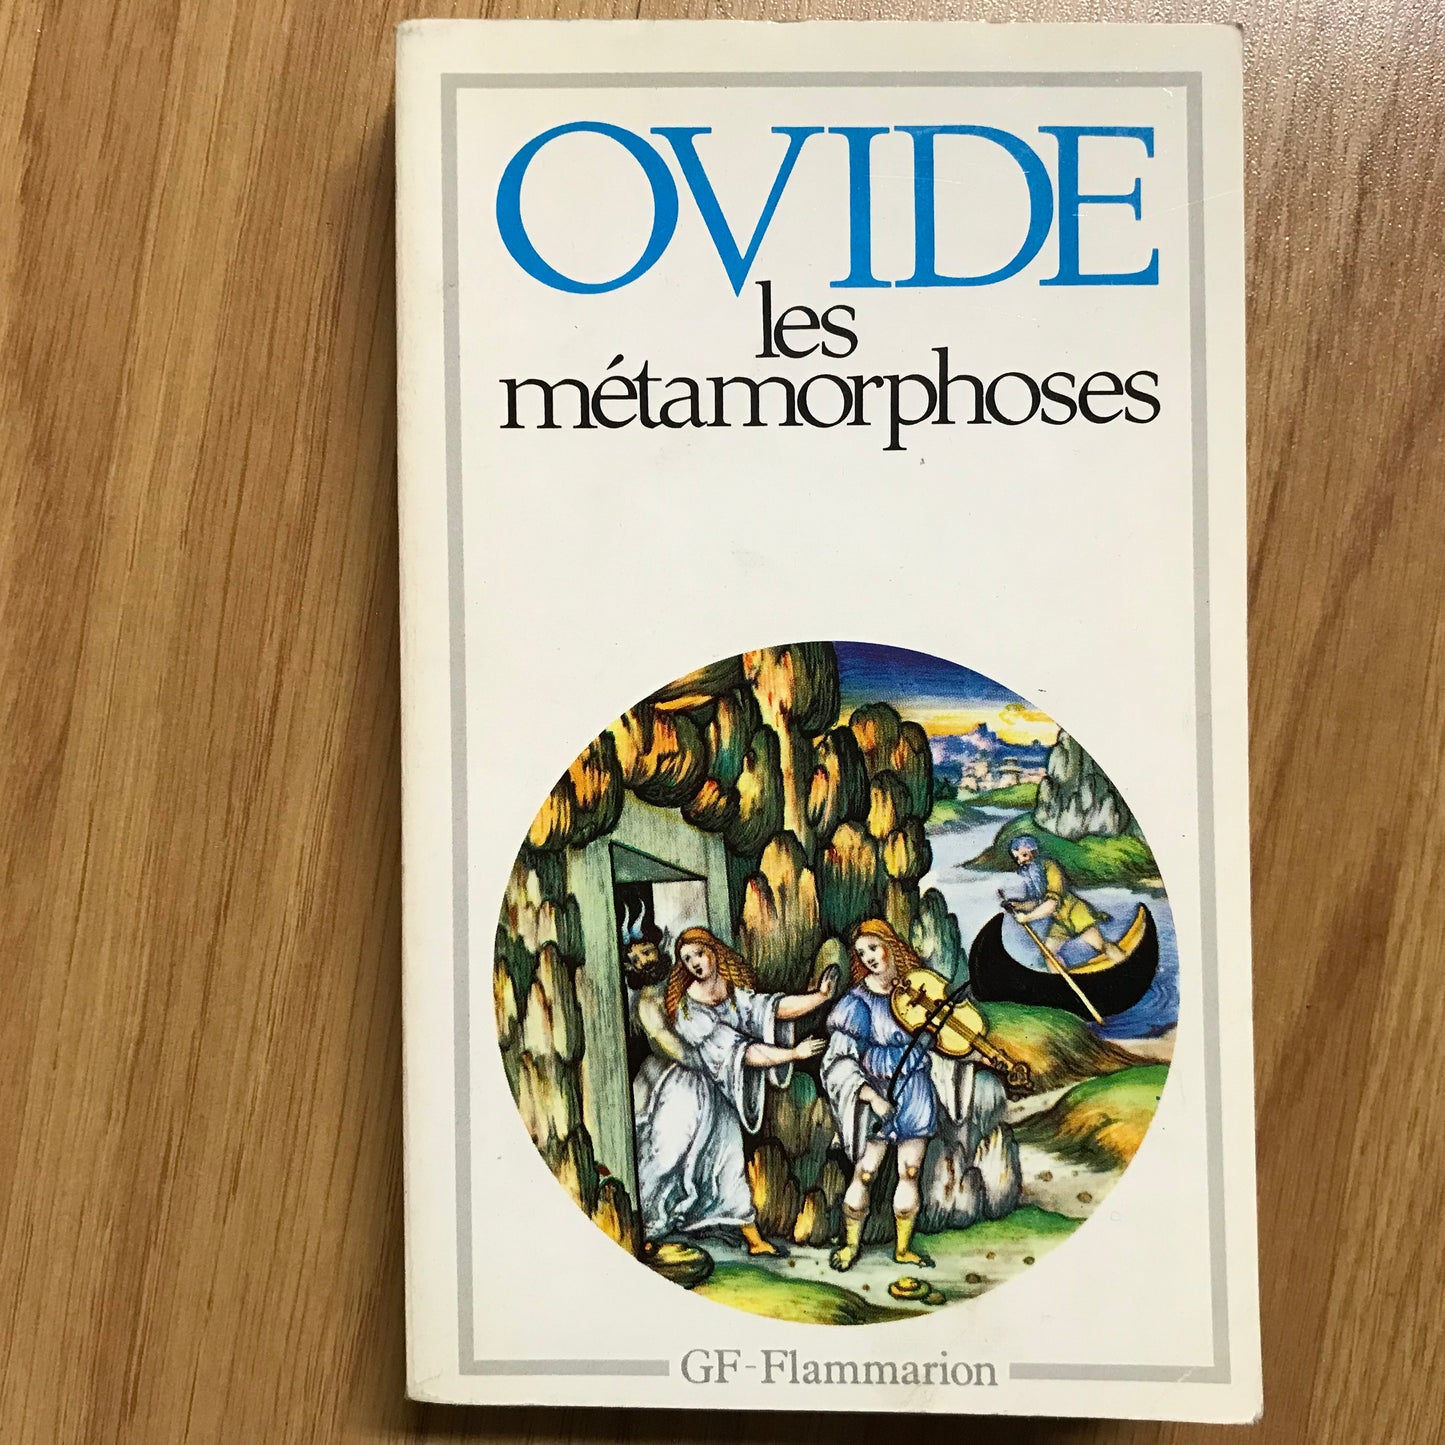 OVIDE
les
métamorphoses
GF-Flammarion